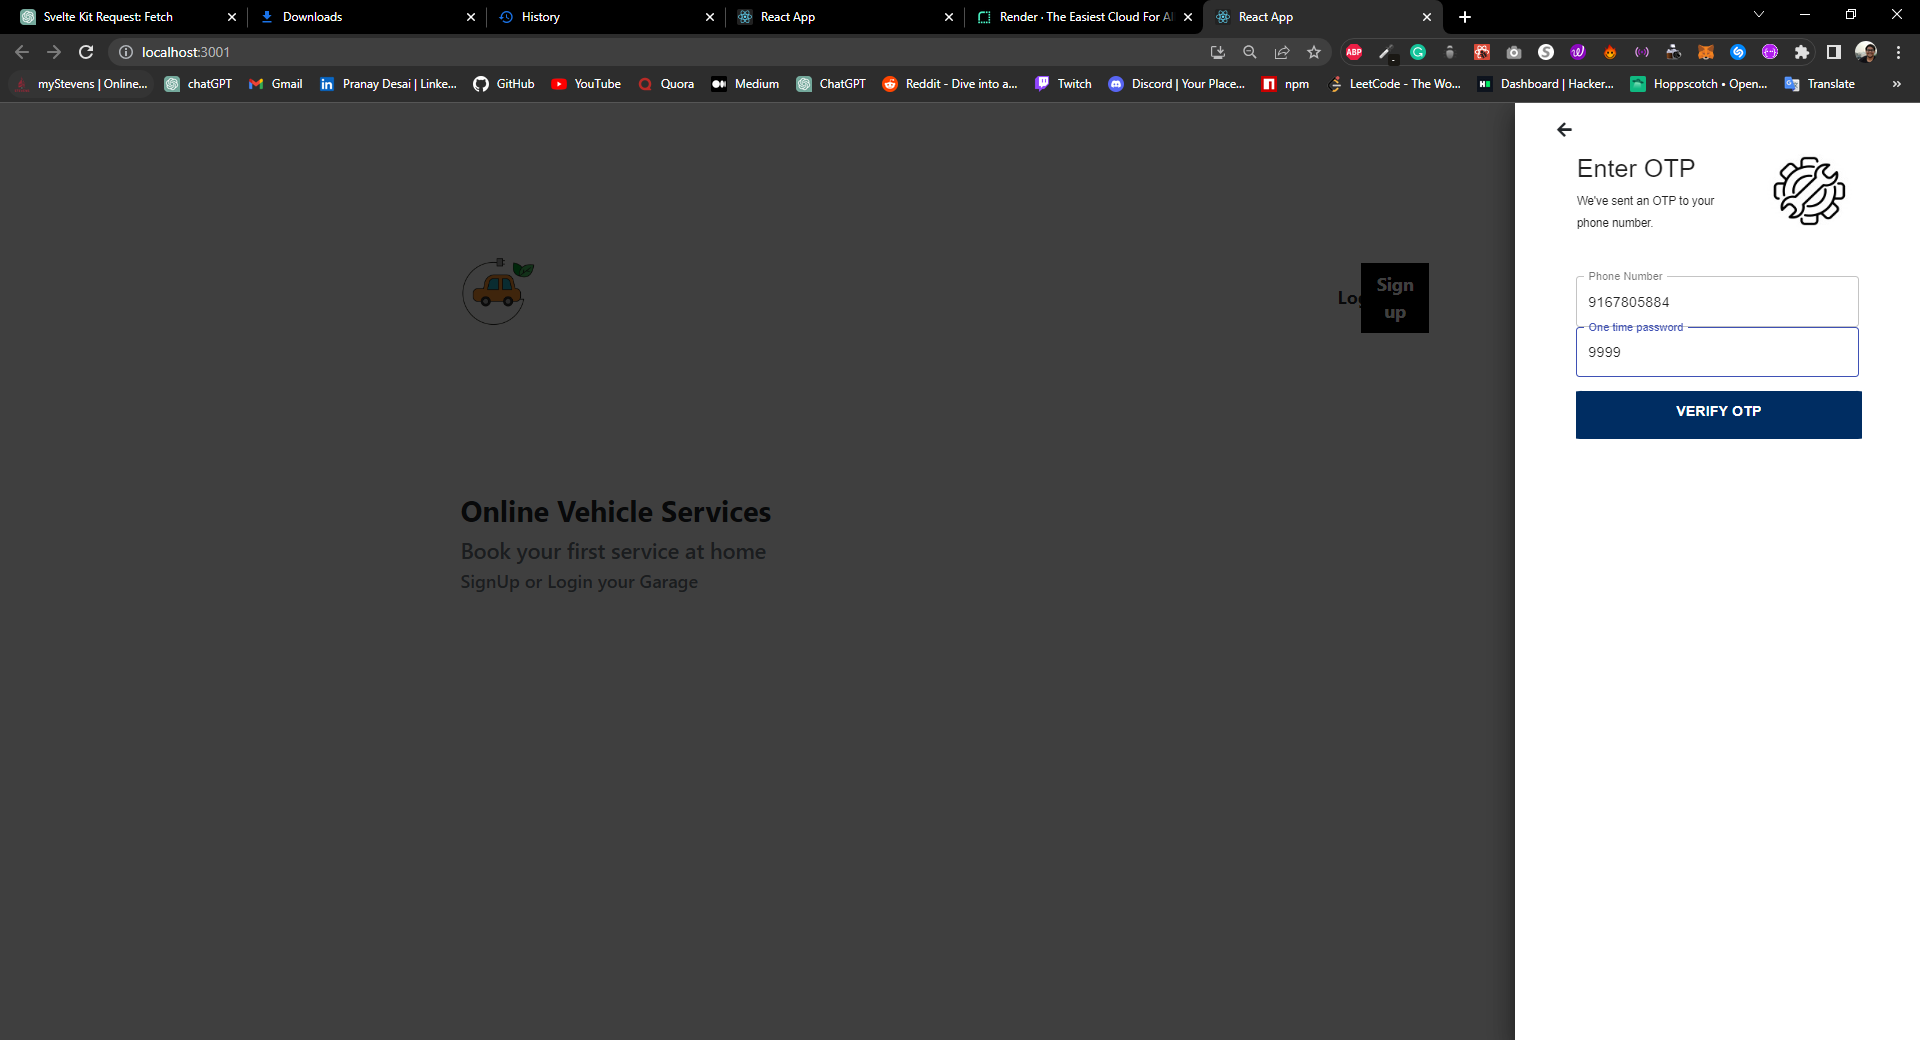 Svelte Kit Request: Fetch
Downloads
History
React App
Render · The Easiest Cloud For A
React App
localhost:3001
ABP
myStevens | Online...
chatGPT
Gmail
Pranay Desai | Linke...
GitHub
YouTube
Quora
Medium
ChatGPT
Reddit - Dive into a...
Twitch
Discord | Your Place...
npm
LeetCode - The Wo...
Dashboard | Hacker...
Hoppscotch • Open...
Translate
Enter OTP
We've sent an OTP to your
phone number.
Phone Number
9167805884
One time password
9999
VERIFY OTP
Sign
up
Online Vehicle Services
Book your first service at home
SignUp or Login your Garage